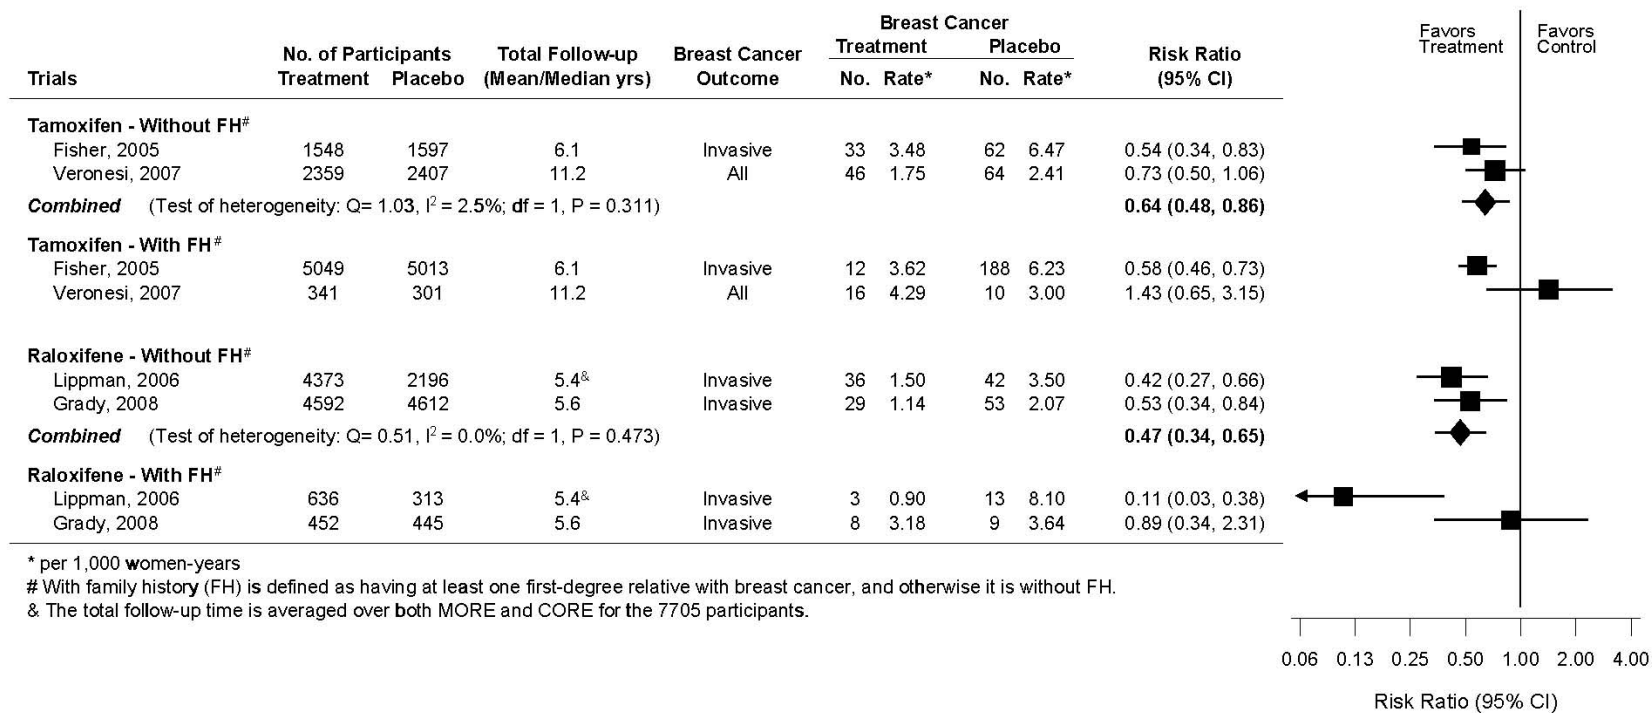 Breast Cancer
No. of Participants Total Follow-up Breast Cancer Treatment Placebo Risk Ratio
Trials Treatment Placebo (Mean/Median yrs) Outcome No. Rate* No. Rate* (95% CI)
Favors Treatment Favors Control
Tamoxifen - Without FH#
Fisher, 2005 1548 1597 6.1 Invasive 33 3.48 62 6.47 0.54 (0.34, 0.83)
Veronesi, 2007 2359 2407 11.2 All 46 1.75 64 2.41 0.73 (0.50, 1.06)
Combined (Test of heterogeneity: Q= 1.03, I² = 2.5%; df = 1, P = 0.311) 0.64 (0.48, 0.86)
Tamoxifen - With FH#
Fisher, 2005 5049 5013 6.1 Invasive 12 3.62 188 6.23 0.58 (0.46, 0.73)
Veronesi, 2007 341 301 11.2 All 16 4.29 10 3.00 1.43 (0.65, 3.15)
Raloxifene - Without FH#
Lippman, 2006 4373 2196 5.4& Invasive 36 1.50 42 3.50 0.42 (0.27, 0.66)
Grady, 2008 4592 4612 5.6 Invasive 29 1.14 53 2.07 0.53 (0.34, 0.84)
Combined (Test of heterogeneity: Q= 0.51, I² = 0.0%; df = 1, P = 0.473) 0.47 (0.34, 0.65)
Raloxifene - With FH#
Lippman, 2006 636 313 5.4& Invasive 3 0.90 13 8.10 0.11 (0.03, 0.38)
Grady, 2008 452 445 5.6 Invasive 8 3.18 9 3.64 0.89 (0.34, 2.31)
* per 1,000 women-years
# With family history (FH) is defined as having at least one first-degree relative with breast cancer, and otherwise it is without FH.
& The total follow-up time is averaged over both MORE and CORE for the 7705 participants.
0.06 0.13 0.25 0.50 1.00 2.00 4.00
Risk Ratio (95% CI)